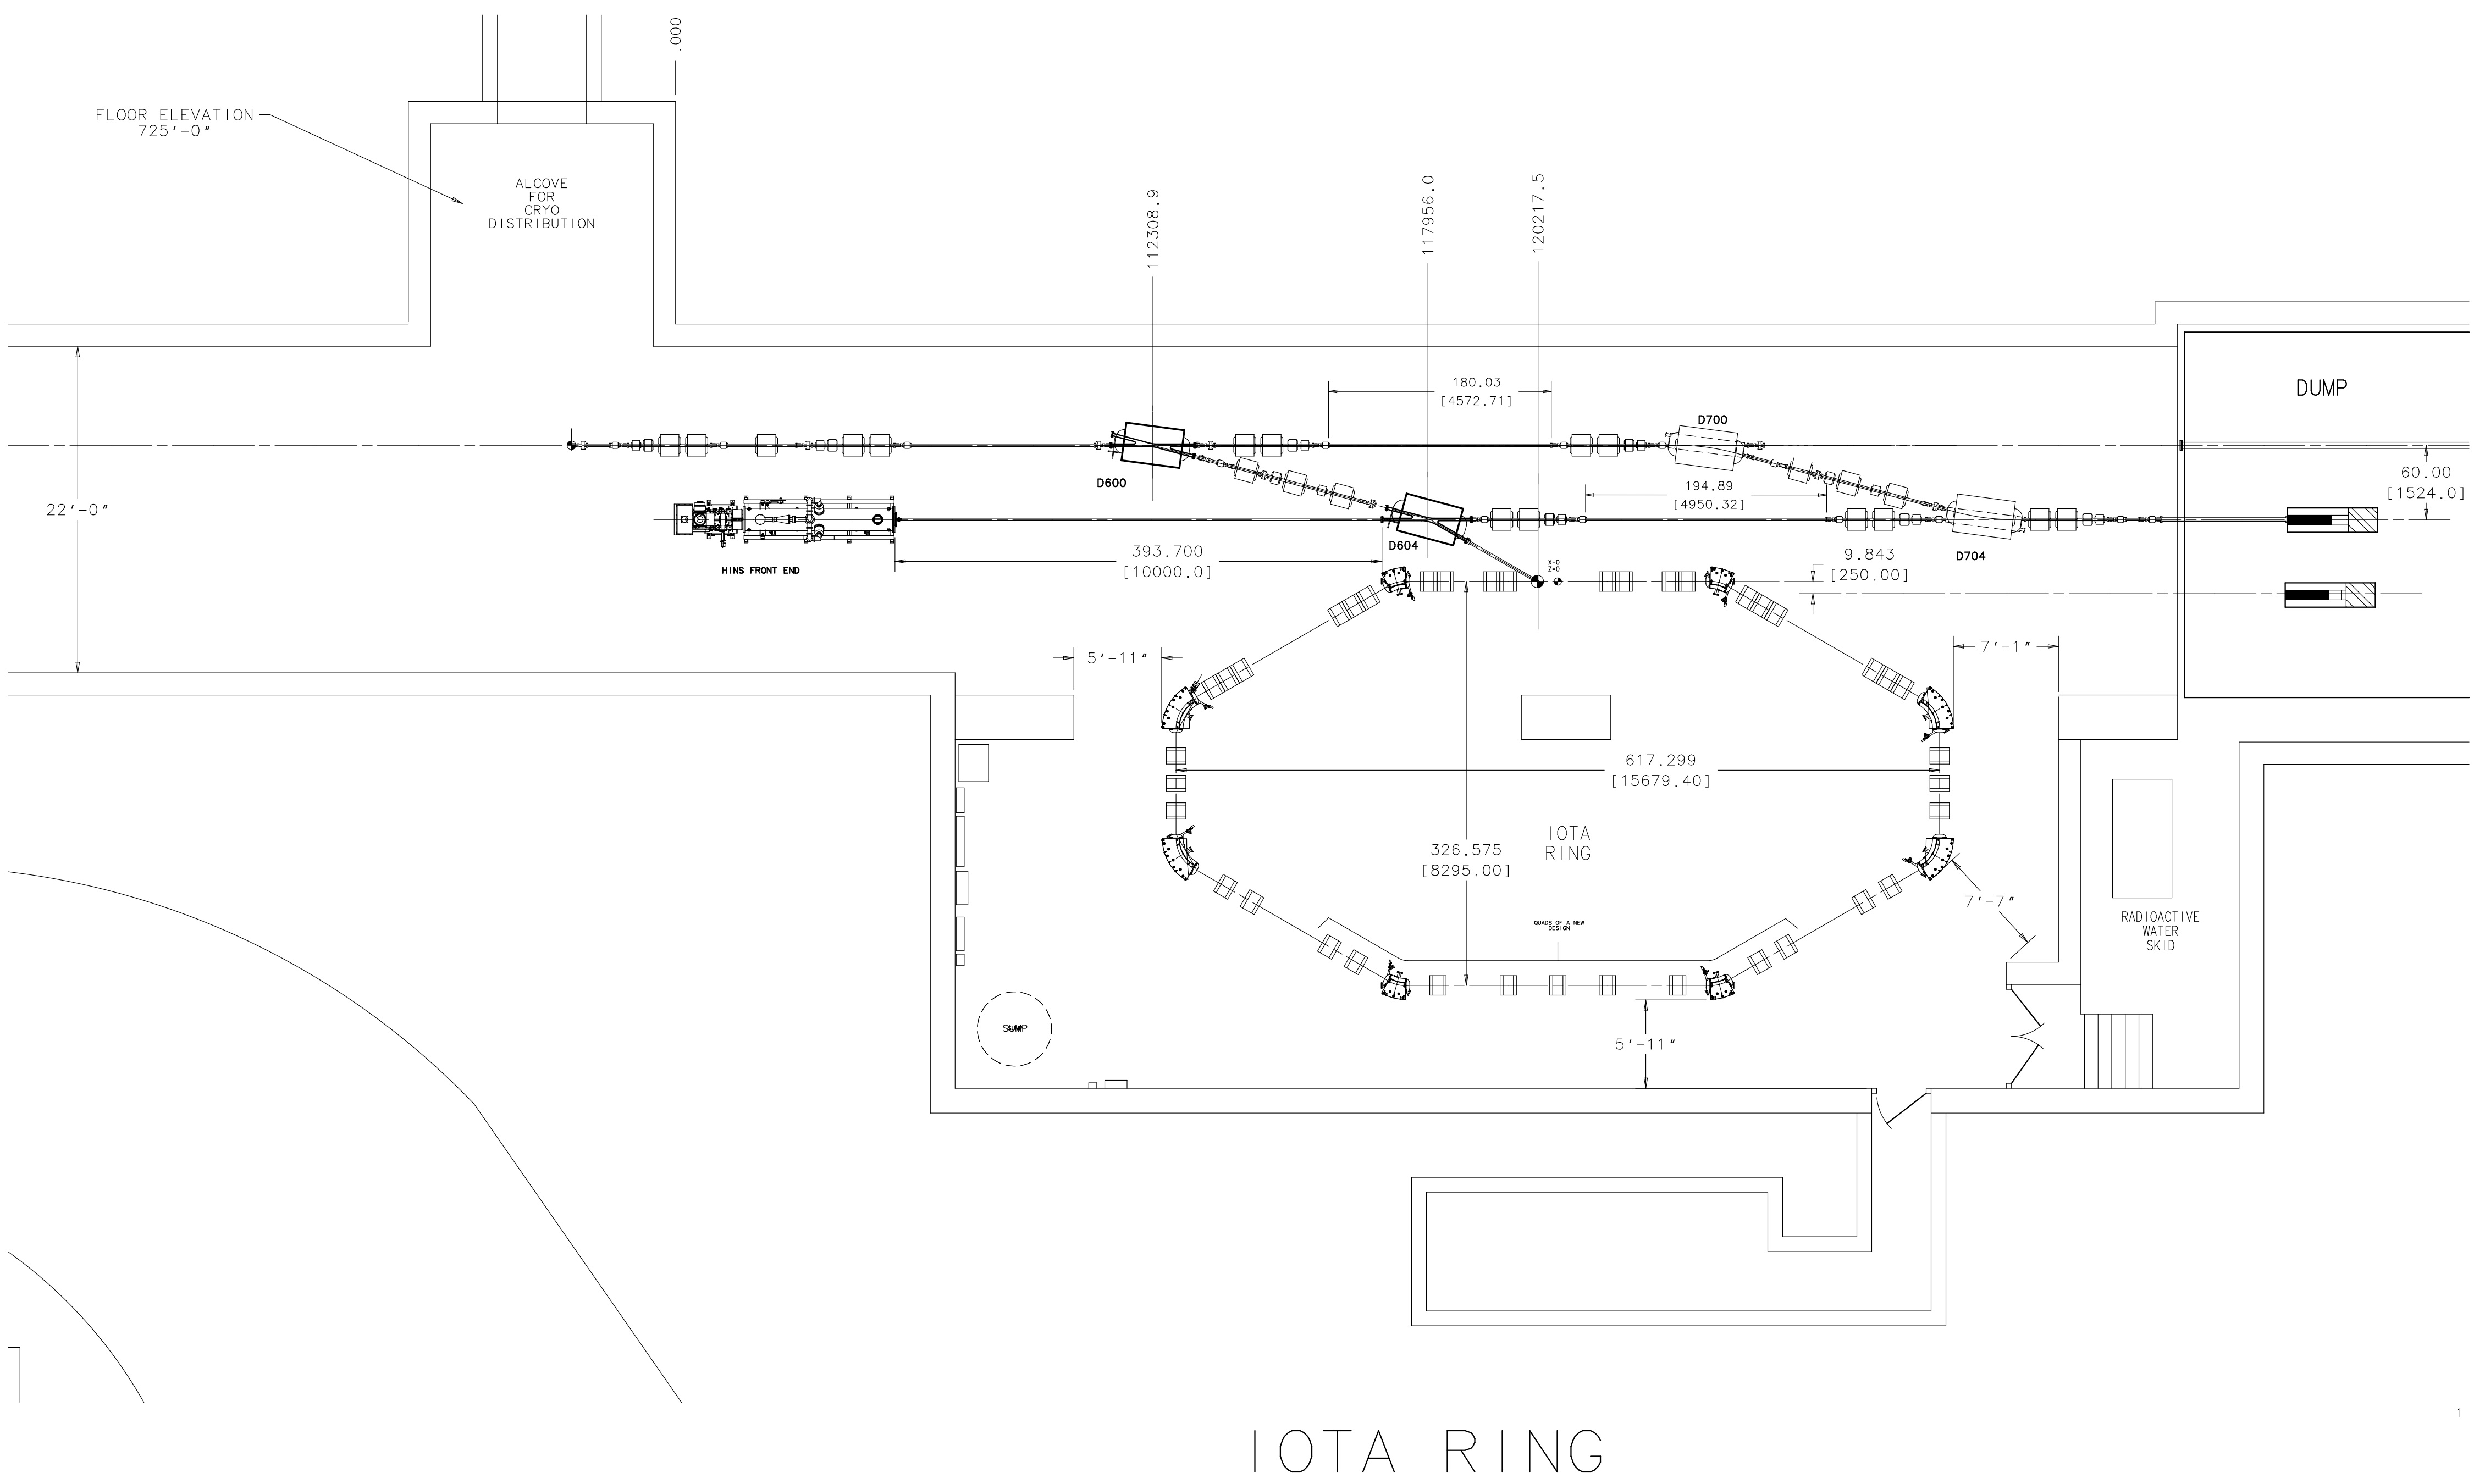 .000
FLOOR ELEVATION
725'-0"
ALCOVE
FOR
CRYO
DISTRIBUTION
112308.9
117956.0
120217.5
180.03
[4572.71]
DUMP
D700
D600
60.00
[1524.0]
22'-0"
194.89
[4950.32]
D604
D704
393.700
[10000.0]
HINS FRONT END
X=0
Z=0
9.843
[250.00]
5'-11"
7'-1"
617.299
[15679.40]
IOTA
RING
326.575
[8295.00]
7'-7"
QUADS OF A NEW
DESIGN
RADIOACTIVE
WATER
SKID
5'-11"
1
IOTA RING